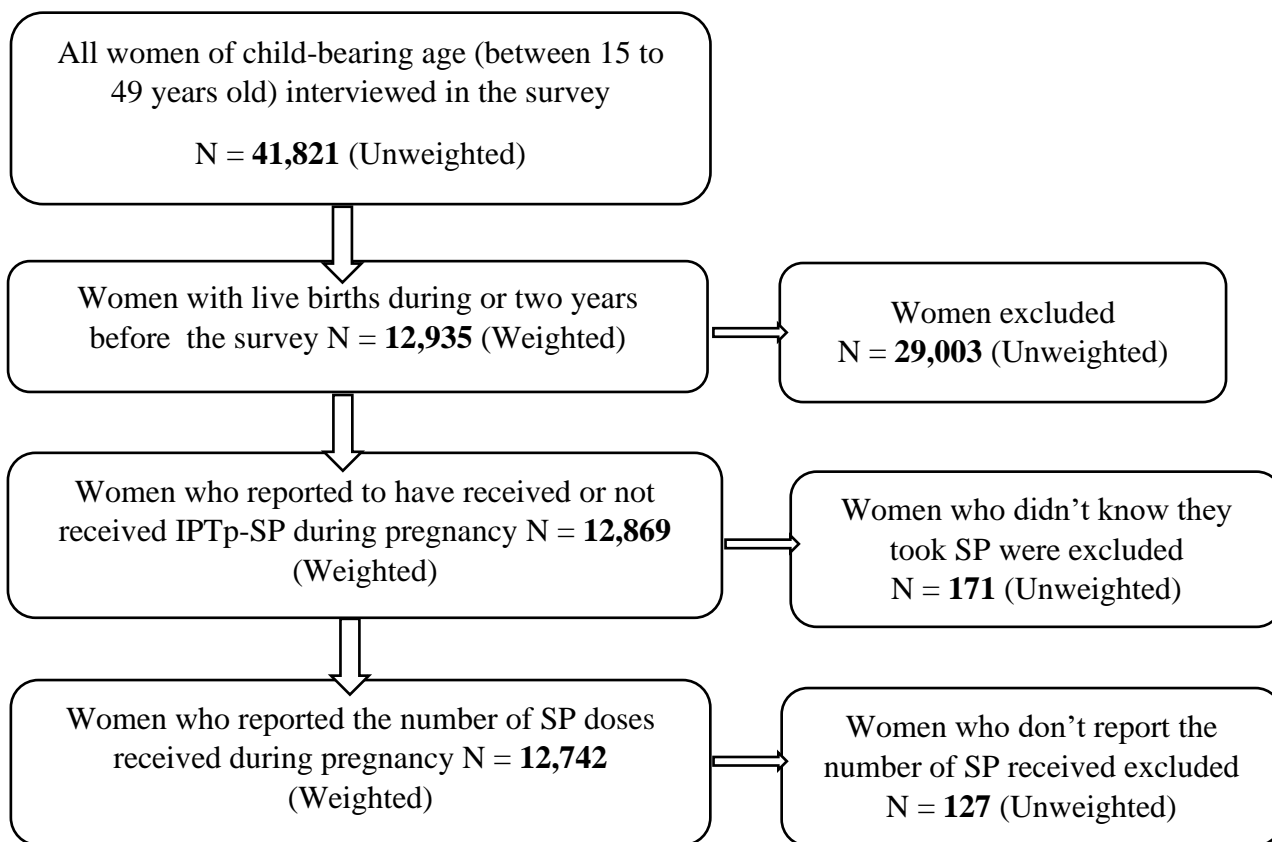 All women of child-bearing age (between 15 to
49 years old) interviewed in the survey
N = 41,821 (Unweighted)
Women with live births during or two years
before the survey N = 12,935 (Weighted)
Women excluded
N = 29,003 (Unweighted)
Women who reported to have received or not
received IPTp-SP during pregnancy N = 12,869
(Weighted)
Women who didn’t know they
took SP were excluded
N = 171 (Unweighted)
Women who reported the number of SP doses
received during pregnancy N = 12,742
(Weighted)
Women who don’t report the
number of SP received excluded
N = 127 (Unweighted)